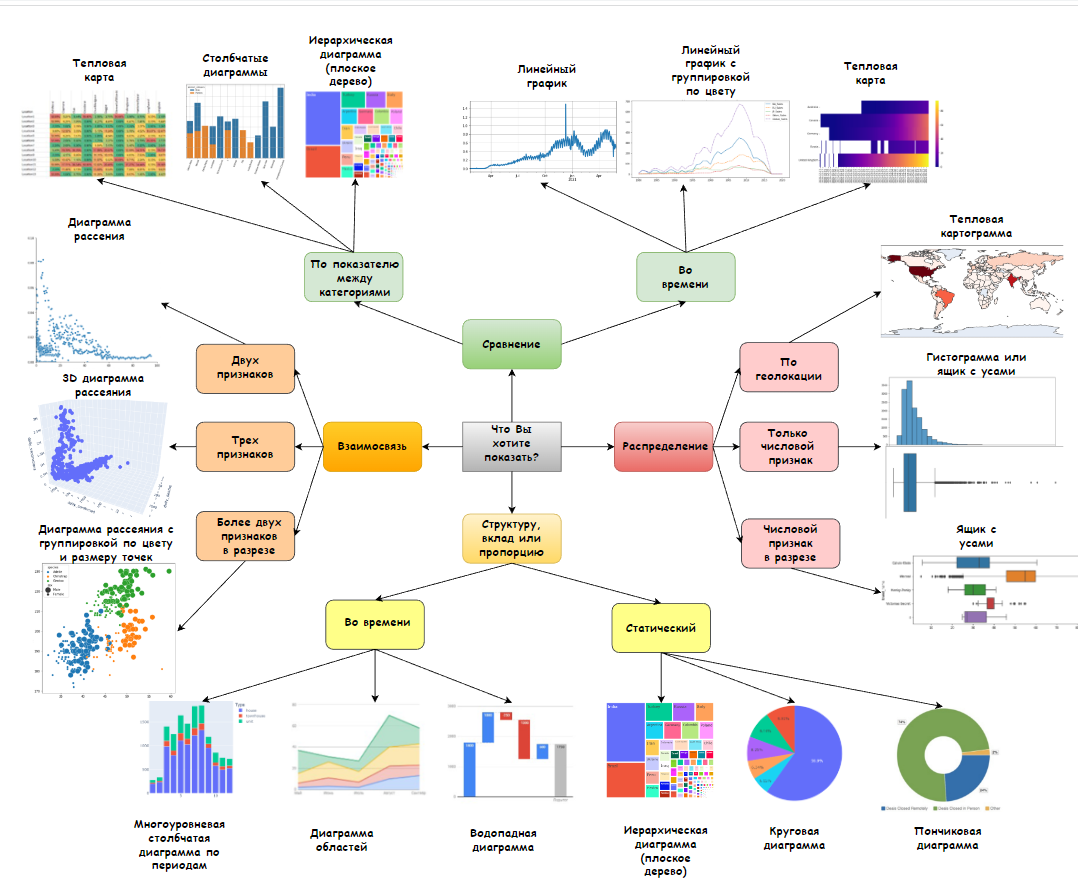 Тепловая
карта
Столбчатые
диаграммы
Иерархическая
диаграмма
(плоское
дерево)
Линейный
график
Линейный
график с
группировкой
по цвету
Тепловая
карта
Диаграмма
рассения
По показателю
между
категориями
Во
времени
Тепловая
картограмма
Сравнение
Двух
признаков
По
геолокации
Гистограмма или
ящик с усами
3D диаграмма
рассеяния
Трех
признаков
Взаимосвязь
Что Вы
хотите
показать?
Распределение
Только
числовой
признак
Диаграмма рассеяния с
группировкой по цвету
и размеру точек
Более двух
признаков
в разрезе
Структуру,
вклад или
пропорцию
Числовой
признак
в разрезе
Ящик с
усами
Во времени
Статический
Многоуровневая
столбчатая
диаграмма по
периодам
Диаграмма
областей
Водопадная
диаграмма
Иерархическая
диаграмма
(плоское
дерево)
Круговая
диаграмма
Пончиковая
диаграмма